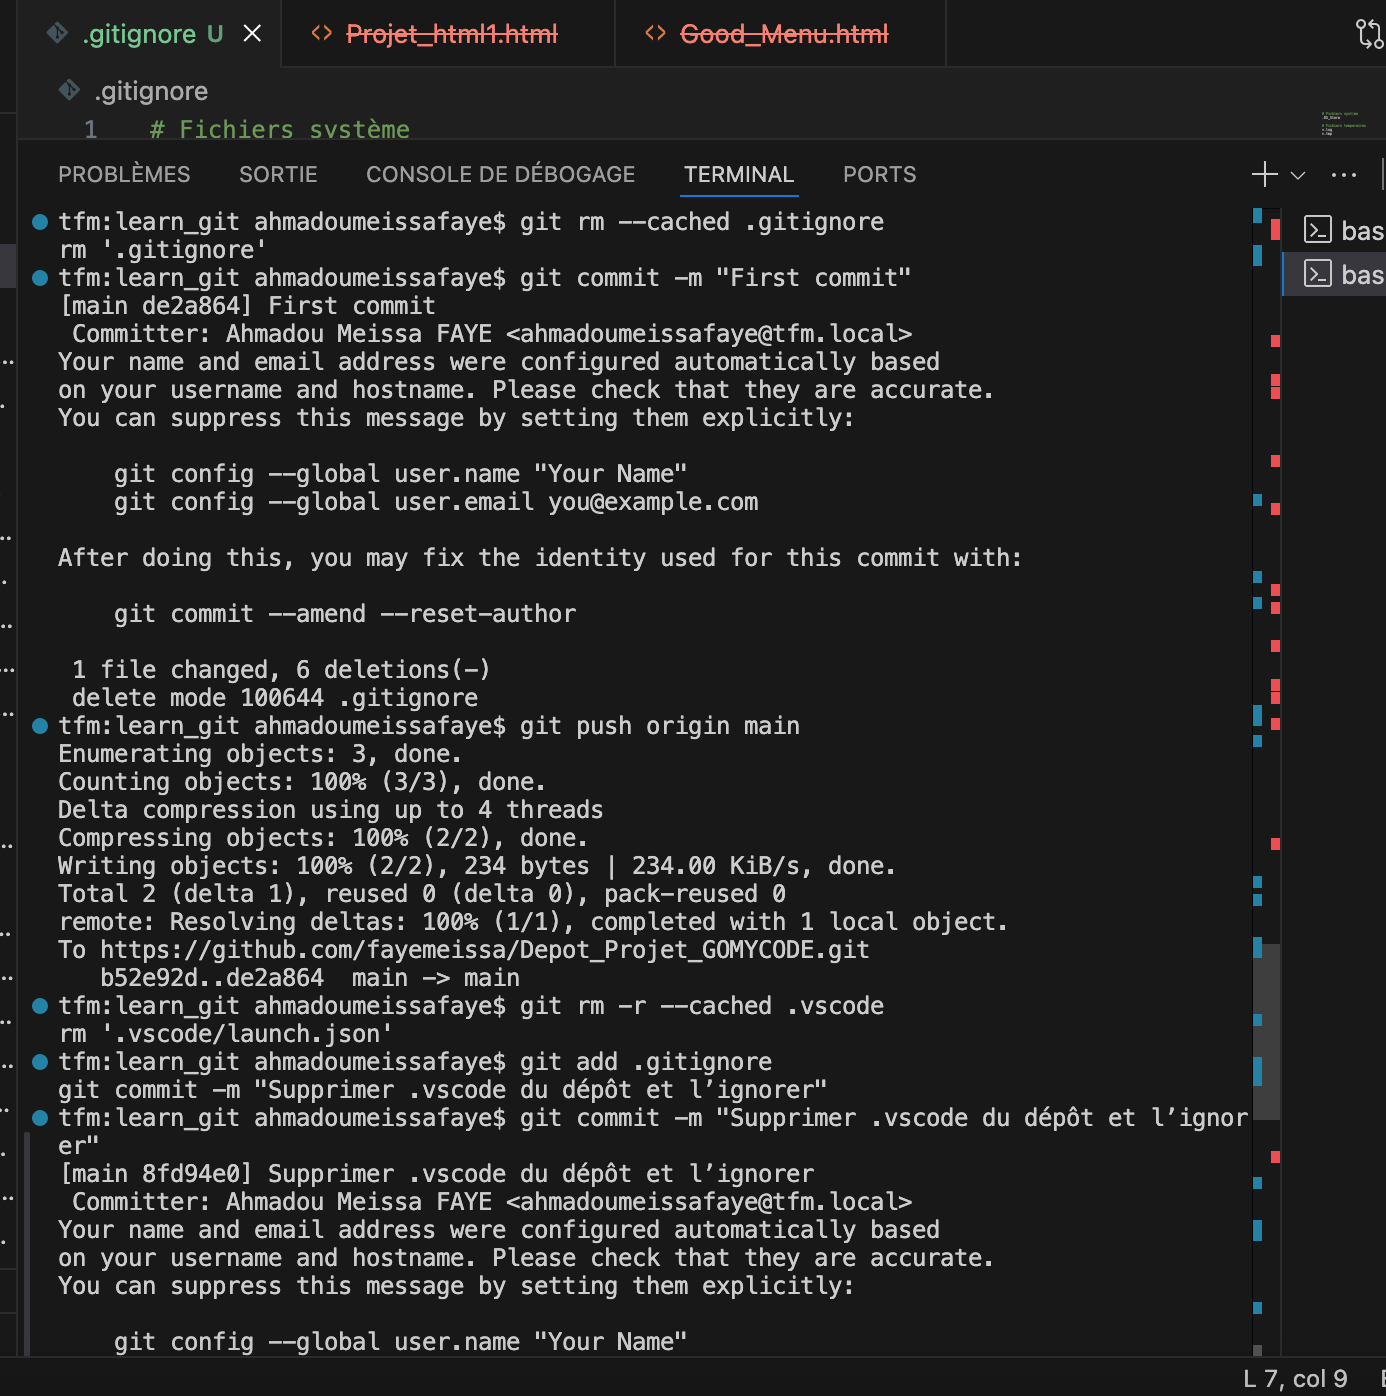 .gitignore U
Projet_html1.html
Good_Menu.html
.gitignore
1 # Fichiers système
PROBLÈMES SORTIE CONSOLE DE DÉBOGAGE TERMINAL PORTS
tfm:learn_git ahmadoumeissafaye$ git rm --cached .gitignore
rm '.gitignore'
tfm:learn_git ahmadoumeissafaye$ git commit -m "First commit"
[main de2a864] First commit
 Committer: Ahmadou Meissa FAYE <ahmadoumeissafaye@tfm.local>
Your name and email address were configured automatically based
on your username and hostname. Please check that they are accurate.
You can suppress this message by setting them explicitly:
    git config --global user.name "Your Name"
    git config --global user.email you@example.com
After doing this, you may fix the identity used for this commit with:
    git commit --amend --reset-author
 1 file changed, 6 deletions(-)
 delete mode 100644 .gitignore
tfm:learn_git ahmadoumeissafaye$ git push origin main
Enumerating objects: 3, done.
Counting objects: 100% (3/3), done.
Delta compression using up to 4 threads
Compressing objects: 100% (2/2), done.
Writing objects: 100% (2/2), 234 bytes | 234.00 KiB/s, done.
Total 2 (delta 1), reused 0 (delta 0), pack-reused 0
remote: Resolving deltas: 100% (1/1), completed with 1 local object.
To https://github.com/fayemeissa/Depot_Projet_GOMYCODE.git
   b52e92d..de2a864  main -> main
tfm:learn_git ahmadoumeissafaye$ git rm -r --cached .vscode
rm '.vscode/launch.json'
tfm:learn_git ahmadoumeissafaye$ git add .gitignore
git commit -m "Supprimer .vscode du dépôt et l’ignorer"
tfm:learn_git ahmadoumeissafaye$ git commit -m "Supprimer .vscode du dépôt et l’ignor
er"
[main 8fd94e0] Supprimer .vscode du dépôt et l’ignorer
 Committer: Ahmadou Meissa FAYE <ahmadoumeissafaye@tfm.local>
Your name and email address were configured automatically based
on your username and hostname. Please check that they are accurate.
You can suppress this message by setting them explicitly:
    git config --global user.name "Your Name"
bas
bas
L 7, col 9